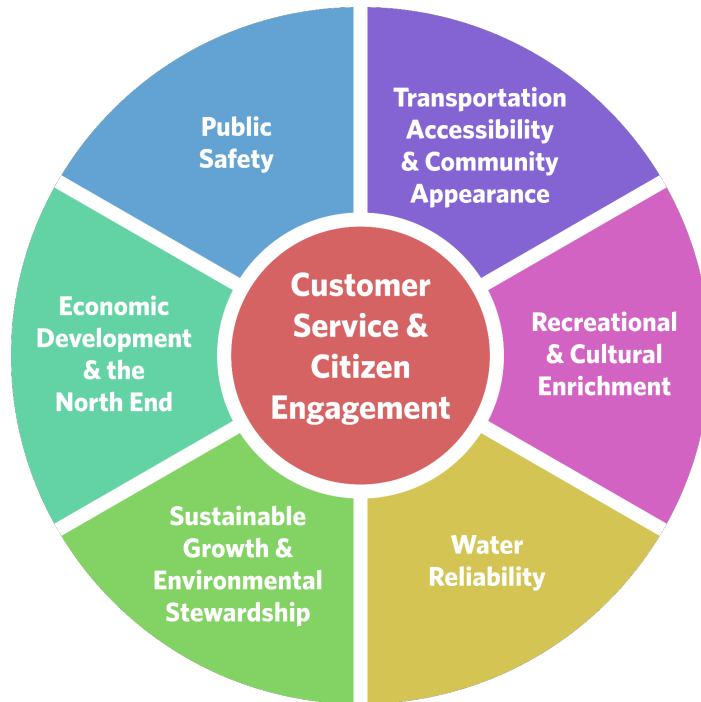 Public
Safety
Transportation
Accessibility
& Community
Appearance
Economic
Development
& the
North End
Customer
Service &
Citizen
Engagement
Recreational
& Cultural
Enrichment
Sustainable
Growth &
Environmental
Stewardship
Water
Reliability